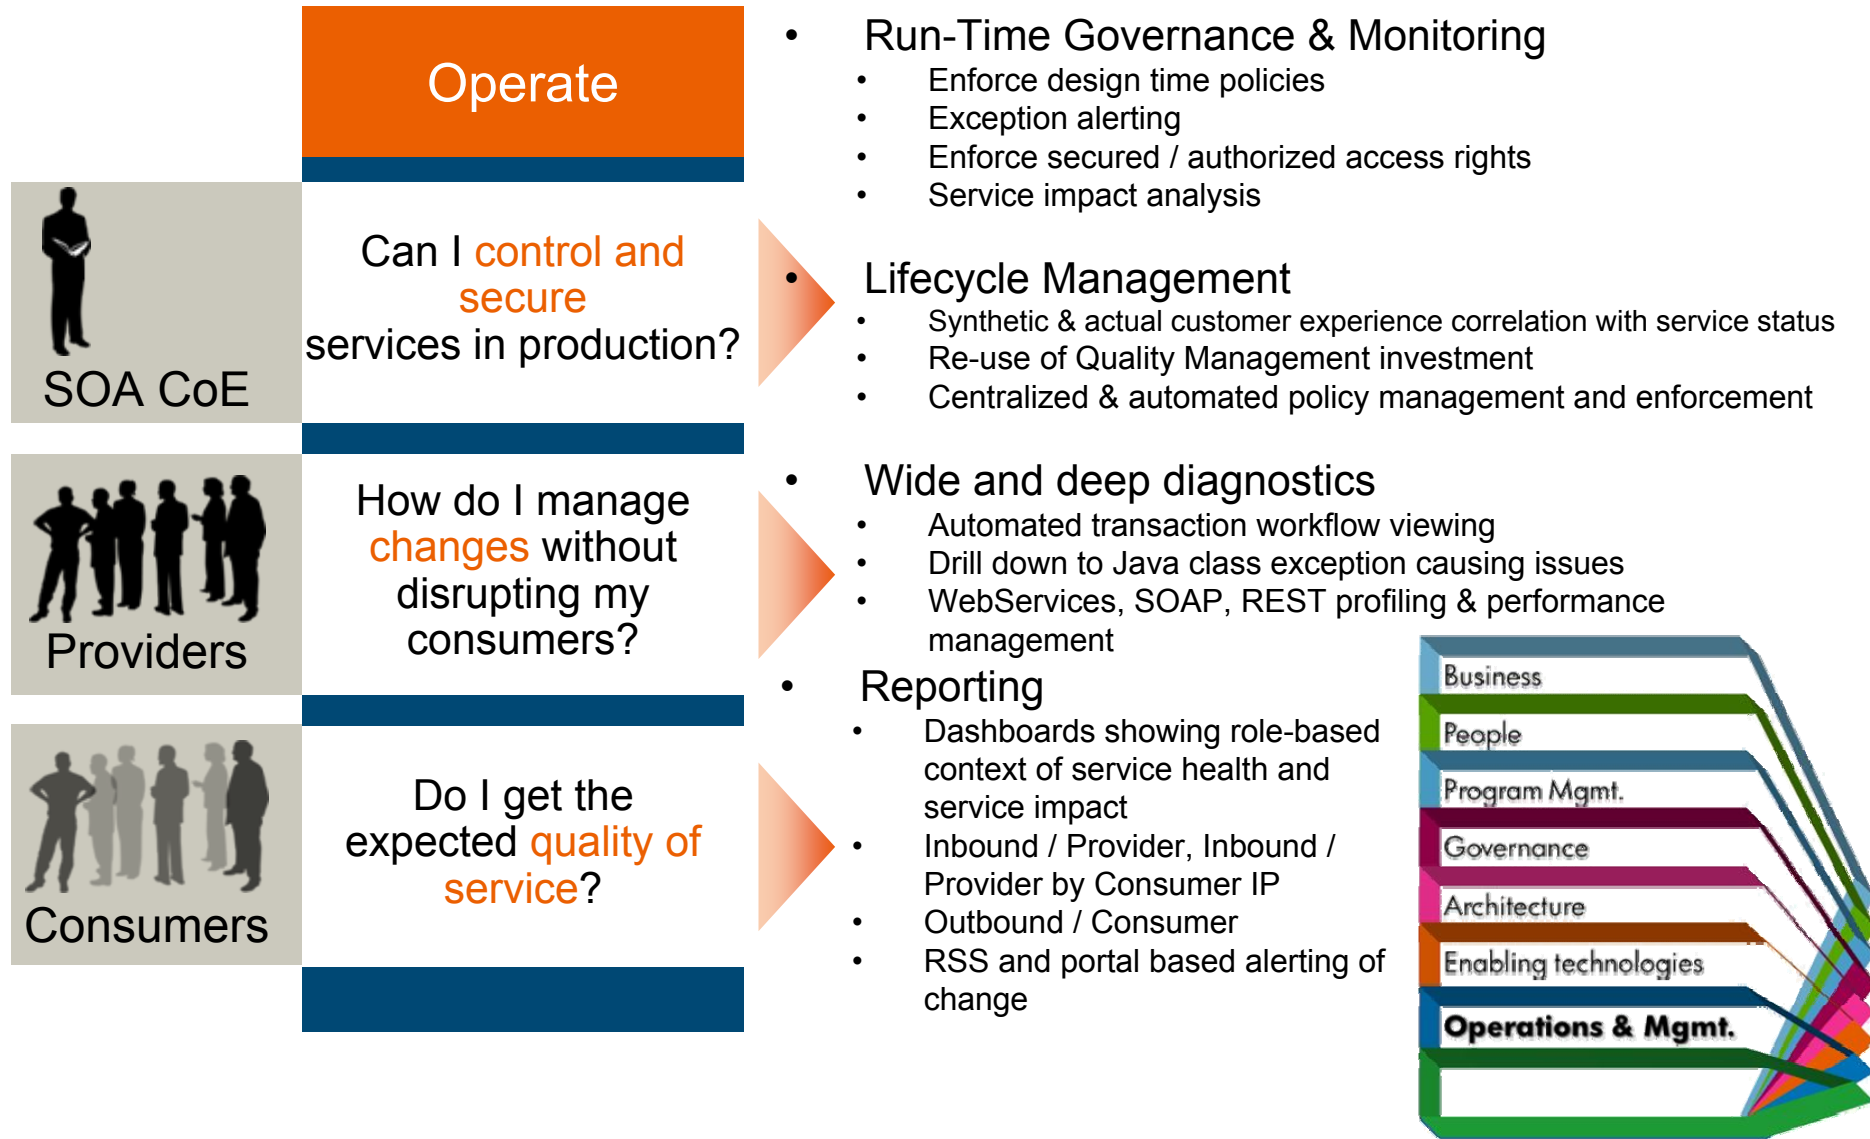 Operate
SOA CoE
Can I control and
secure
services in production?
Providers
How do I manage
changes without
disrupting my
consumers?
Consumers
Do I get the
expected quality of
service?
• Run-Time Governance & Monitoring
• Enforce design time policies
• Exception alerting
• Enforce secured / authorized access rights
• Service impact analysis
• Lifecycle Management
• Synthetic & actual customer experience correlation with service status
• Re-use of Quality Management investment
• Centralized & automated policy management and enforcement
• Wide and deep diagnostics
• Automated transaction workflow viewing
• Drill down to Java class exception causing issues
• WebServices, SOAP, REST profiling & performance
management
• Reporting
• Dashboards showing role-based
context of service health and
service impact
• Inbound / Provider, Inbound /
Provider by Consumer IP
• Outbound / Consumer
• RSS and portal based alerting of
change
Business
People
Program Mgmt.
Governance
Architecture
Enabling technologies
Operations & Mgmt.